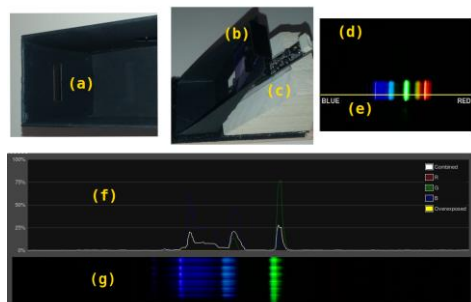 (a)
(b)
(c)
(d)
(e)
BLUE
RED
100%
75%
50%
25%
0%
(f)
Combined
R
G
B
Overexposed
(g)